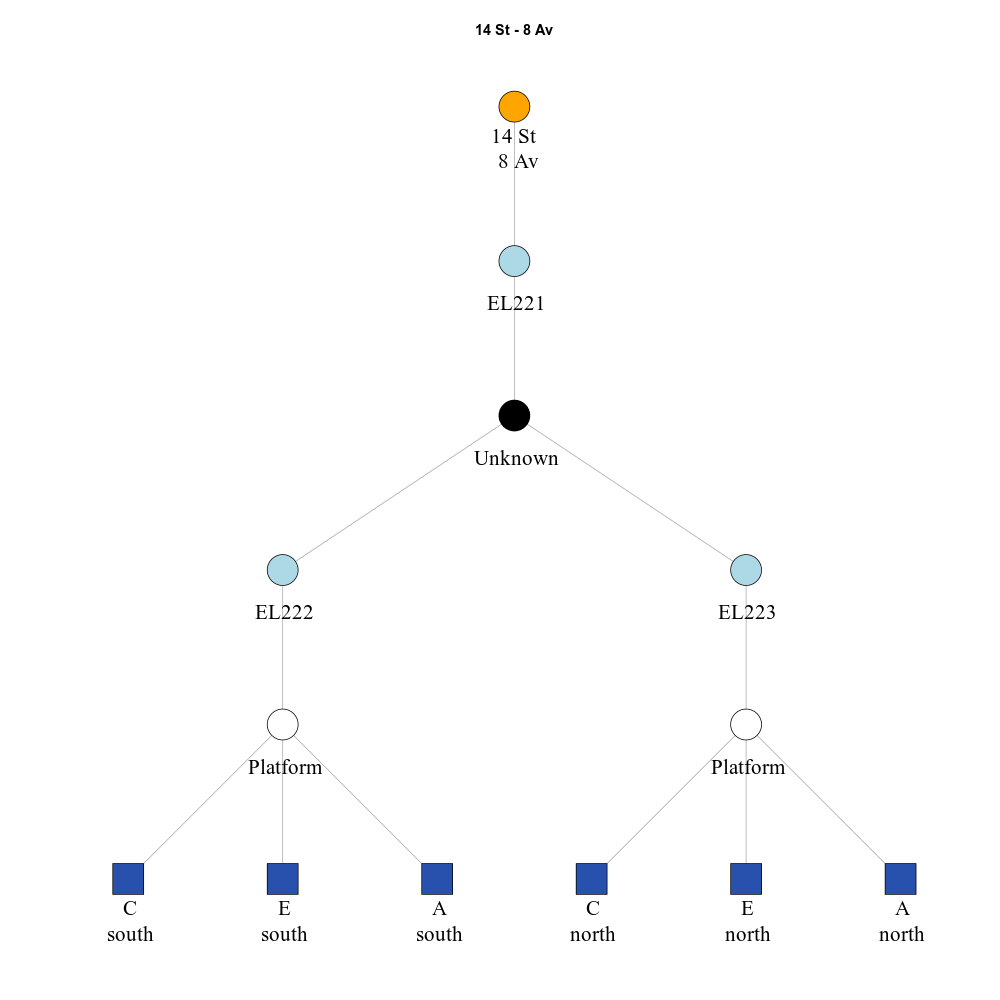 14 St - 8 Av
14 St
8 Av
EL221
Unknown
EL222
EL223
Platform
Platform
C
south
E
south
A
south
C
north
E
north
A
north